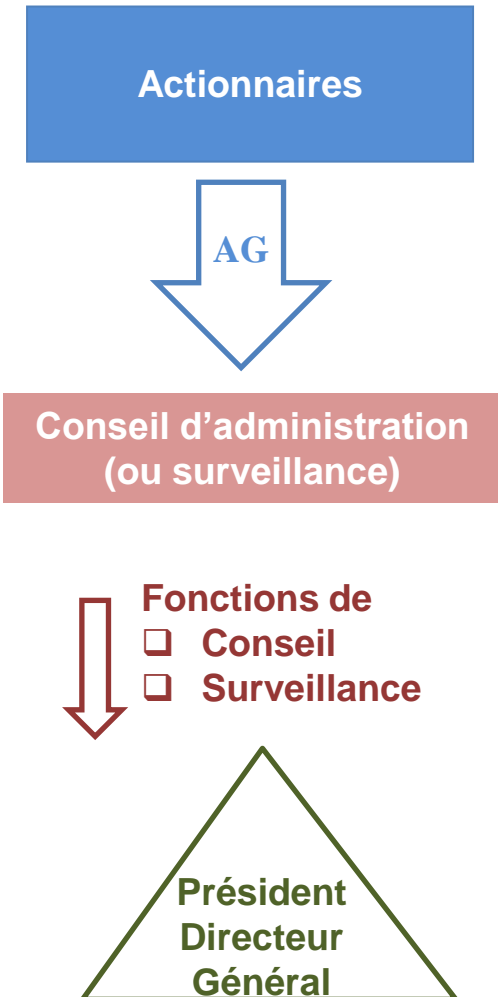 Actionnaires
AG
Conseil d'administration
(ou surveillance)
Fonctions de
❑ Conseil
❑ Surveillance
Président
Directeur
Général